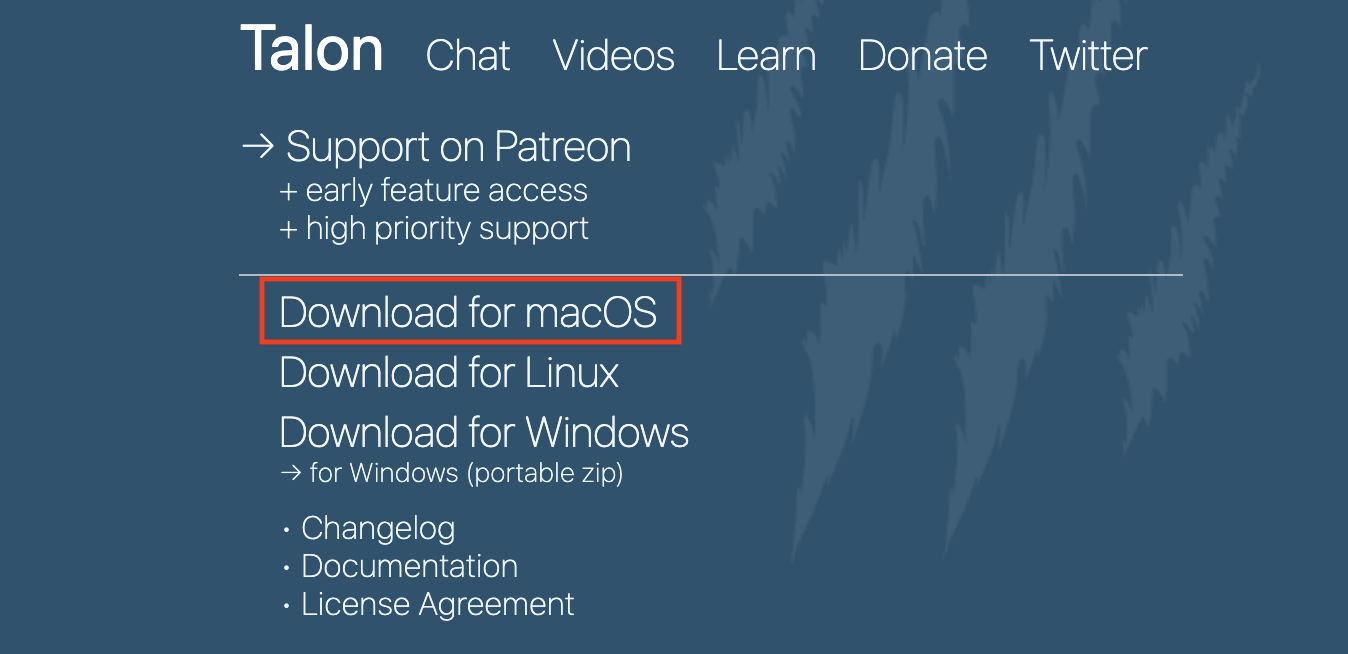 Talon Chat Videos Learn Donate Twitter
→ Support on Patreon
+ early feature access
+ high priority support
Download for macOS
Download for Linux
Download for Windows
→ for Windows (portable zip)
• Changelog
• Documentation
• License Agreement